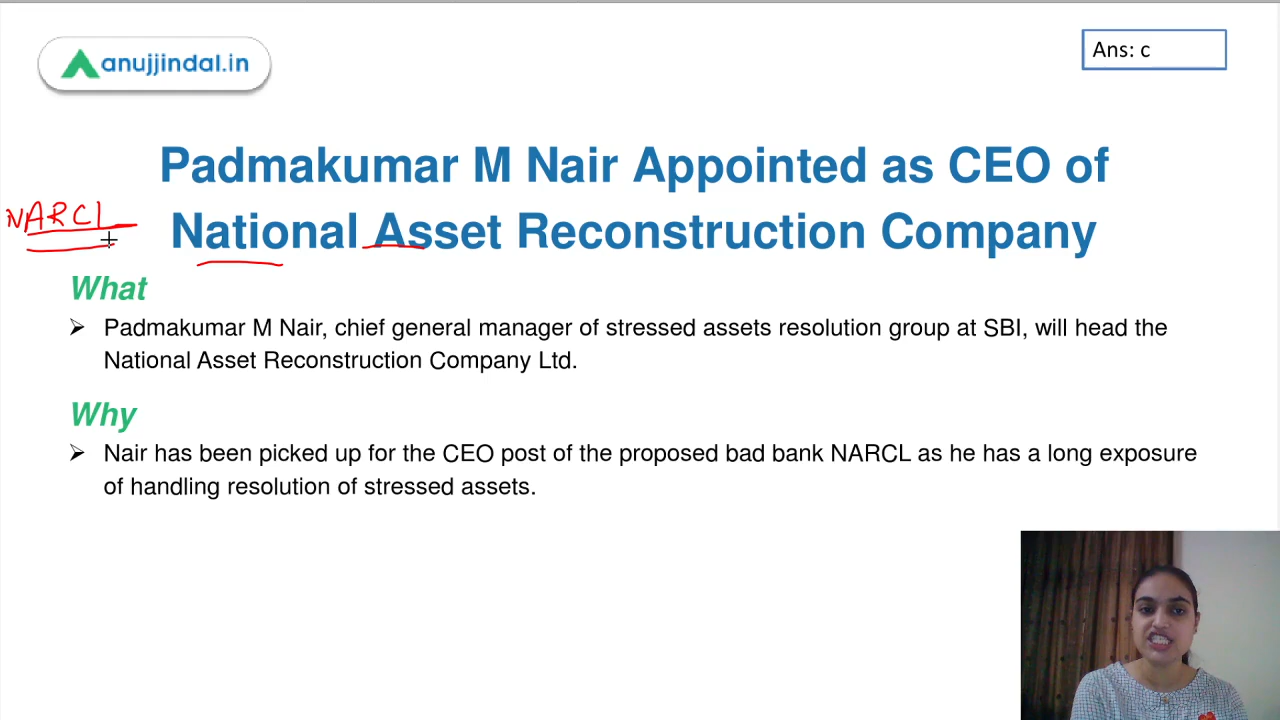 anujjindal.in
Ans: c
Padmakumar M Nair Appointed as CEO of
NARCL
National Asset Reconstruction Company
What
Padmakumar M Nair, chief general manager of stressed assets resolution group at SBI, will head the
National Asset Reconstruction Company Ltd.
Why
Nair has been picked up for the CEO post of the proposed bad bank NARCL as he has a long exposure
of handling resolution of stressed assets.